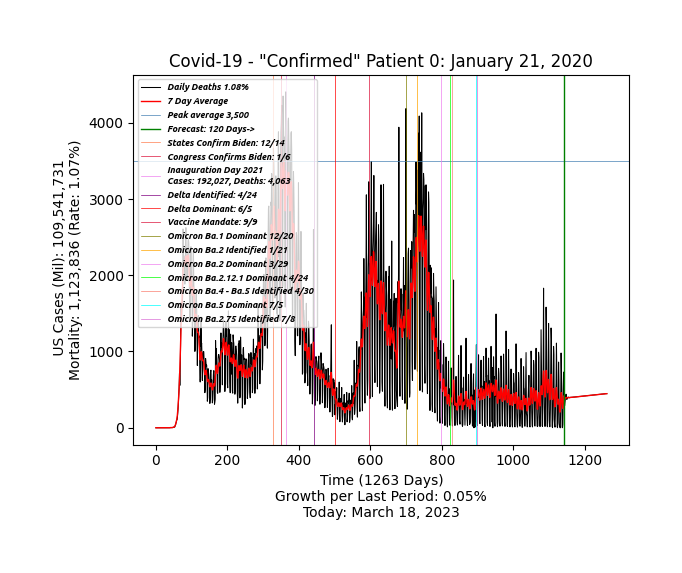 Covid-19 - "Confirmed" Patient 0: January 21, 2020
Daily Deaths 1.08%
7 Day Average
Peak average 3,500
Forecast: 120 Days->
States Confirm Biden: 12/14
Congress Confirms Biden: 1/6
Inauguration Day 2021
Cases: 192,027, Deaths: 4,063
Delta Identified: 4/24
Delta Dominant: 6/5
Vaccine Mandate: 9/9
Omicron Ba.1 Dominant 12/20
Omicron Ba.2 Identified 1/21
Omicron Ba.2 Dominant 3/29
Omicron Ba.2.12.1 Dominant 4/24
Omicron Ba.4 - Ba.5 Identified 4/30
Omicron Ba.5 Dominant 7/5
Omicron Ba.2.75 Identified 7/8
US Cases (Mil): 109,541,731
Mortality: 1,123,836 (Rate: 1.07%)
4000
3000
2000
1000
0
0 200 400 600 800 1000 1200
Time (1263 Days)
Growth per Last Period: 0.05%
Today: March 18, 2023